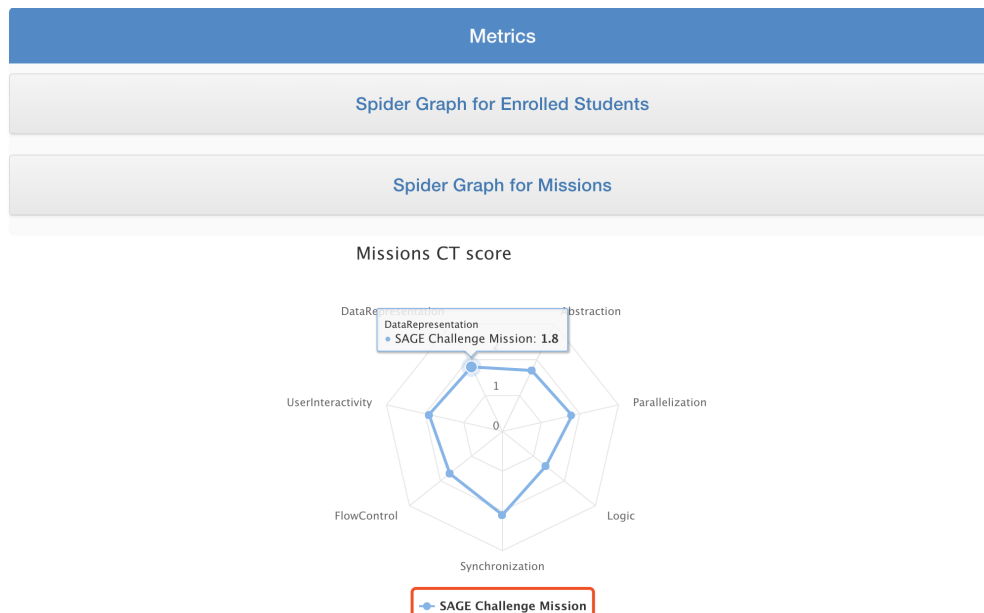 Metrics
Spider Graph for Enrolled Students
Spider Graph for Missions
Missions CT score
DataRepresentation
Abstraction
DataRepresentation
SAGE Challenge Mission: 1.8
1
UserInteractivity
Parallelization
0
FlowControl
Logic
Synchronization
SAGE Challenge Mission